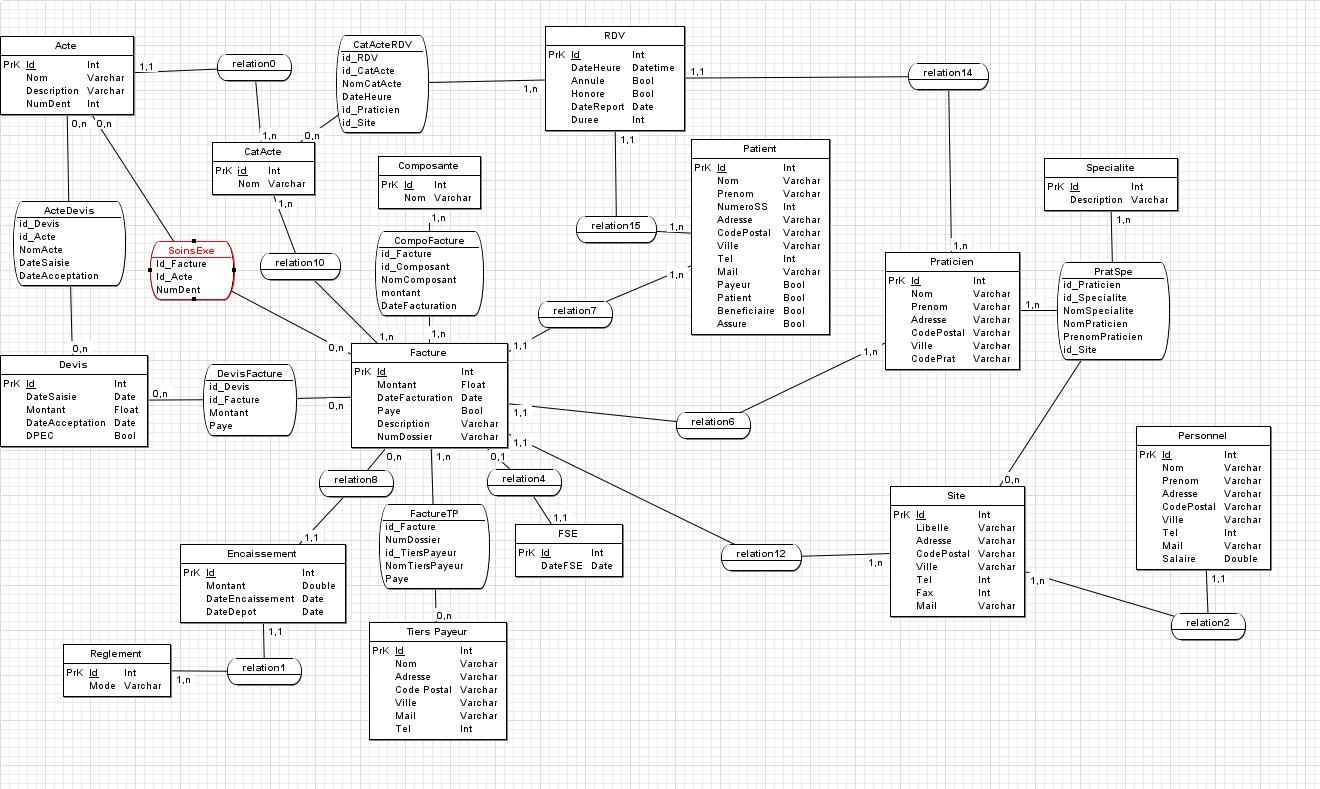 Acte
PrK Id Int
Nom Varchar
Description Varchar
NumDent Int
1,1
0,n
0,n
relation0
1,n
CatActeRDV
id_RDV
id_CatActe
NomCatActe
DateHeure
id_Praticien
id_Site
0,n
1,n
RDV
PrK Id Int
DateHeure Datetime
Annule Bool
Honore Bool
DateReport Date
Duree Int
1,1
1,1
relation14
1,n
CatActe
PrK id Int
Nom Varchar
1,n
Composante
PrK Id Int
Nom Varchar
1,n
Patient
PrK Id Int
Nom Varchar
Prenom Varchar
NumeroSS Int
Adresse Varchar
CodePostal Varchar
Ville Varchar
Tel Int
Mail Varchar
Payeur Bool
Patient Bool
Beneficiaire Bool
Assure Bool
1,n
1,n
Specialite
PrK Id Int
Description Varchar
1,n
ActeDevis
id_Devis
id_Acte
NomActe
DateSaisie
DateAcceptation
0,n
SoinsExe
Id_Facture
Id_Acte
NumDent
0,n
relation10
1,n
CompoFacture
id_Facture
id_Composant
NomComposant
montant
DateFacturation
1,n
relation15
relation7
1,1
Praticien
PrK Id Int
Nom Varchar
Prenom Varchar
Adresse Varchar
CodePostal Varchar
Ville Varchar
CodePrat Varchar
1,n
1,n
PratSpe
id_Praticien
id_Specialite
NomSpecialite
NomPraticien
PrenomPraticien
id_Site
0,n
Devis
PrK Id Int
DateSaisie Date
Montant Float
DateAcceptation Date
DPEC Bool
0,n
DevisFacture
id_Devis
id_Facture
Montant
Paye
0,n
Facture
PrK Id Int
Montant Float
DateFacturation Date
Paye Bool
Description Varchar
NumDossier Varchar
1,1
1,1
0,n
1,n
0,1
relation6
relation8
1,1
relation4
1,1
FactureTP
id_Facture
NumDossier
id_TiersPayeur
NomTiersPayeur
Paye
0,n
FSE
PrK Id Int
DateFSE Date
relation12
1,n
Site
PrK Id Int
Libelle Varchar
Adresse Varchar
CodePostal Varchar
Ville Varchar
Tel Int
Fax Int
Mail Varchar
1,n
Personnel
PrK Id Int
Nom Varchar
Prenom Varchar
Adresse Varchar
CodePostal Varchar
Ville Varchar
Tel Int
Mail Varchar
Salaire Double
1,1
relation2
Encaissement
PrK Id Int
Montant Double
DateEncaissement Date
DateDepot Date
1,1
relation1
1,n
Reglement
PrK Id Int
Mode Varchar
Tiers Payeur
PrK Id Int
Nom Varchar
Adresse Varchar
Code Postal Varchar
Ville Varchar
Mail Varchar
Tel Int